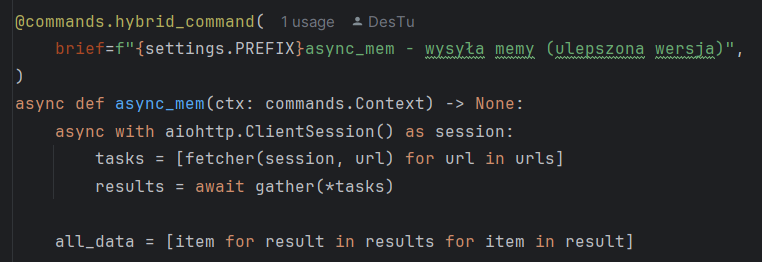 @commands.hybrid_command( 1 usage DesTu
    brief=f"{settings.PREFIX}async_mem - wysyła memy (ulepszona wersja)",
)
async def async_mem(ctx: commands.Context) -> None:
    async with aiohttp.ClientSession() as session:
        tasks = [fetcher(session, url) for url in urls]
        results = await gather(*tasks)

    all_data = [item for result in results for item in result]